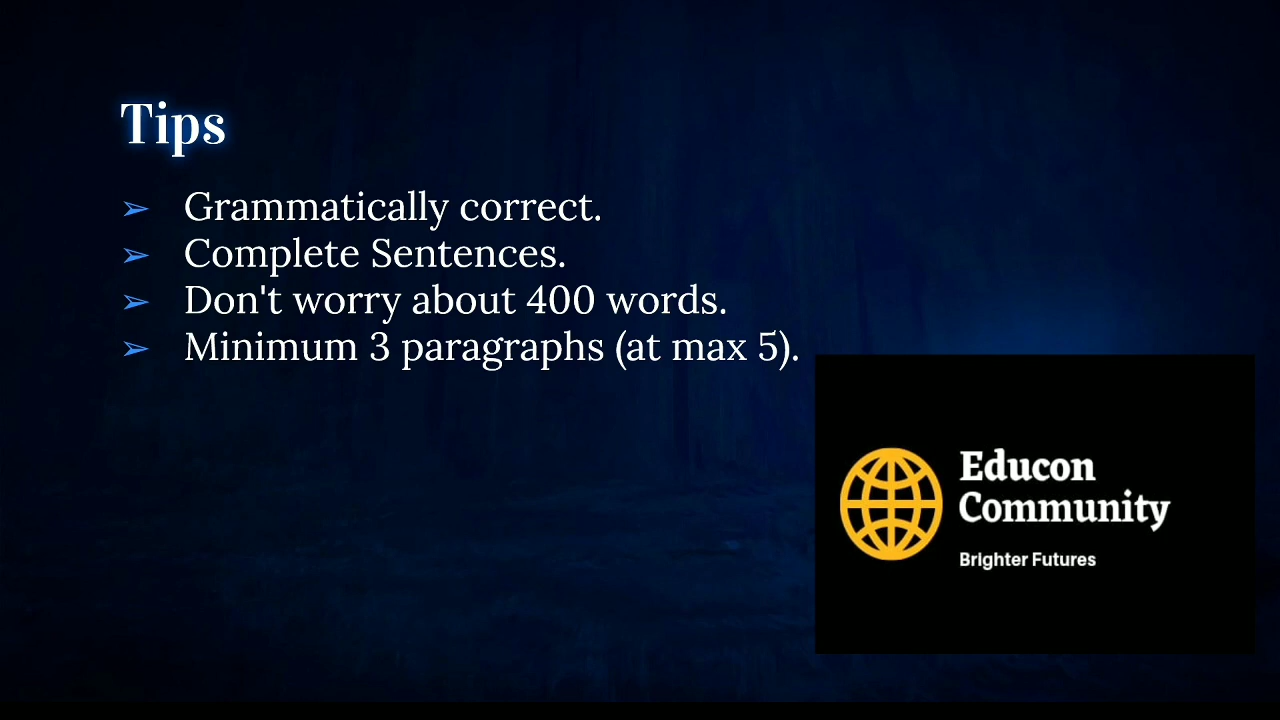 Tips
➢ Grammatically correct.
➢ Complete Sentences.
➢ Don't worry about 400 words.
➢ Minimum 3 paragraphs (at max 5).
Educon
Community
Brighter Futures